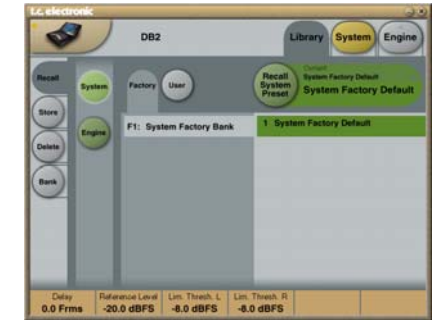 t.c. electronic
DB2
Library
System
Engine
Recall
Store
Delete
Bank
System
Engine
Factory
User
Recall System Preset
Current
System Factory Default
System Factory Default
F1: System Factory Bank
1 System Factory Default
Delay
0.0 Frms
Reference Level
-20.0 dBFS
Lim. Thresh. L
-8.0 dBFS
Lim. Thresh. R
-8.0 dBFS